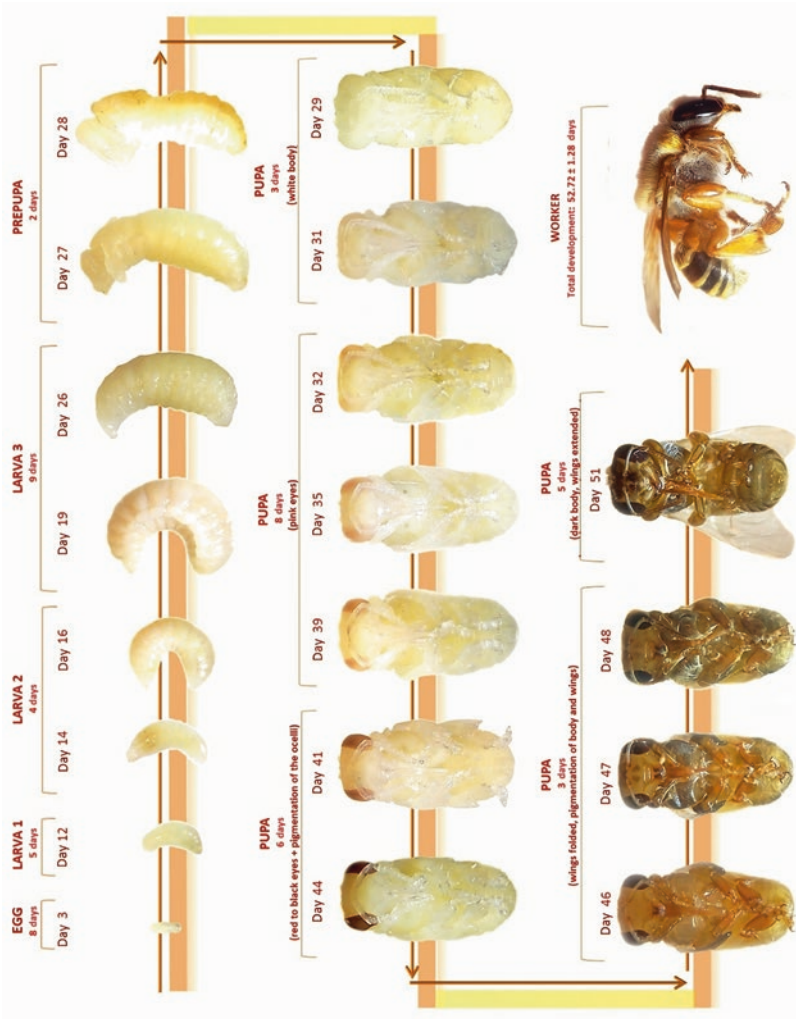 EGG
8 days
Day 3
LARVA 1
5 days
Day 12
LARVA 2
4 days
Day 14
Day 16
LARVA 3
9 days
Day 19
Day 26
PREPUPA
2 days
Day 27
Day 28
PUPA
3 days
(white body)
Day 29
Day 31
PUPA
8 days
(pink eyes)
Day 32
Day 35
Day 39
PUPA
6 days
(red to black eyes + pigmentation of the ocelli)
Day 41
Day 44
PUPA
3 days
(wings folded, pigmentation of body and wings)
Day 46
Day 47
Day 48
PUPA
5 days
(dark body, wings extended)
Day 51
WORKER
Total development: 52.72 ± 1.28 days